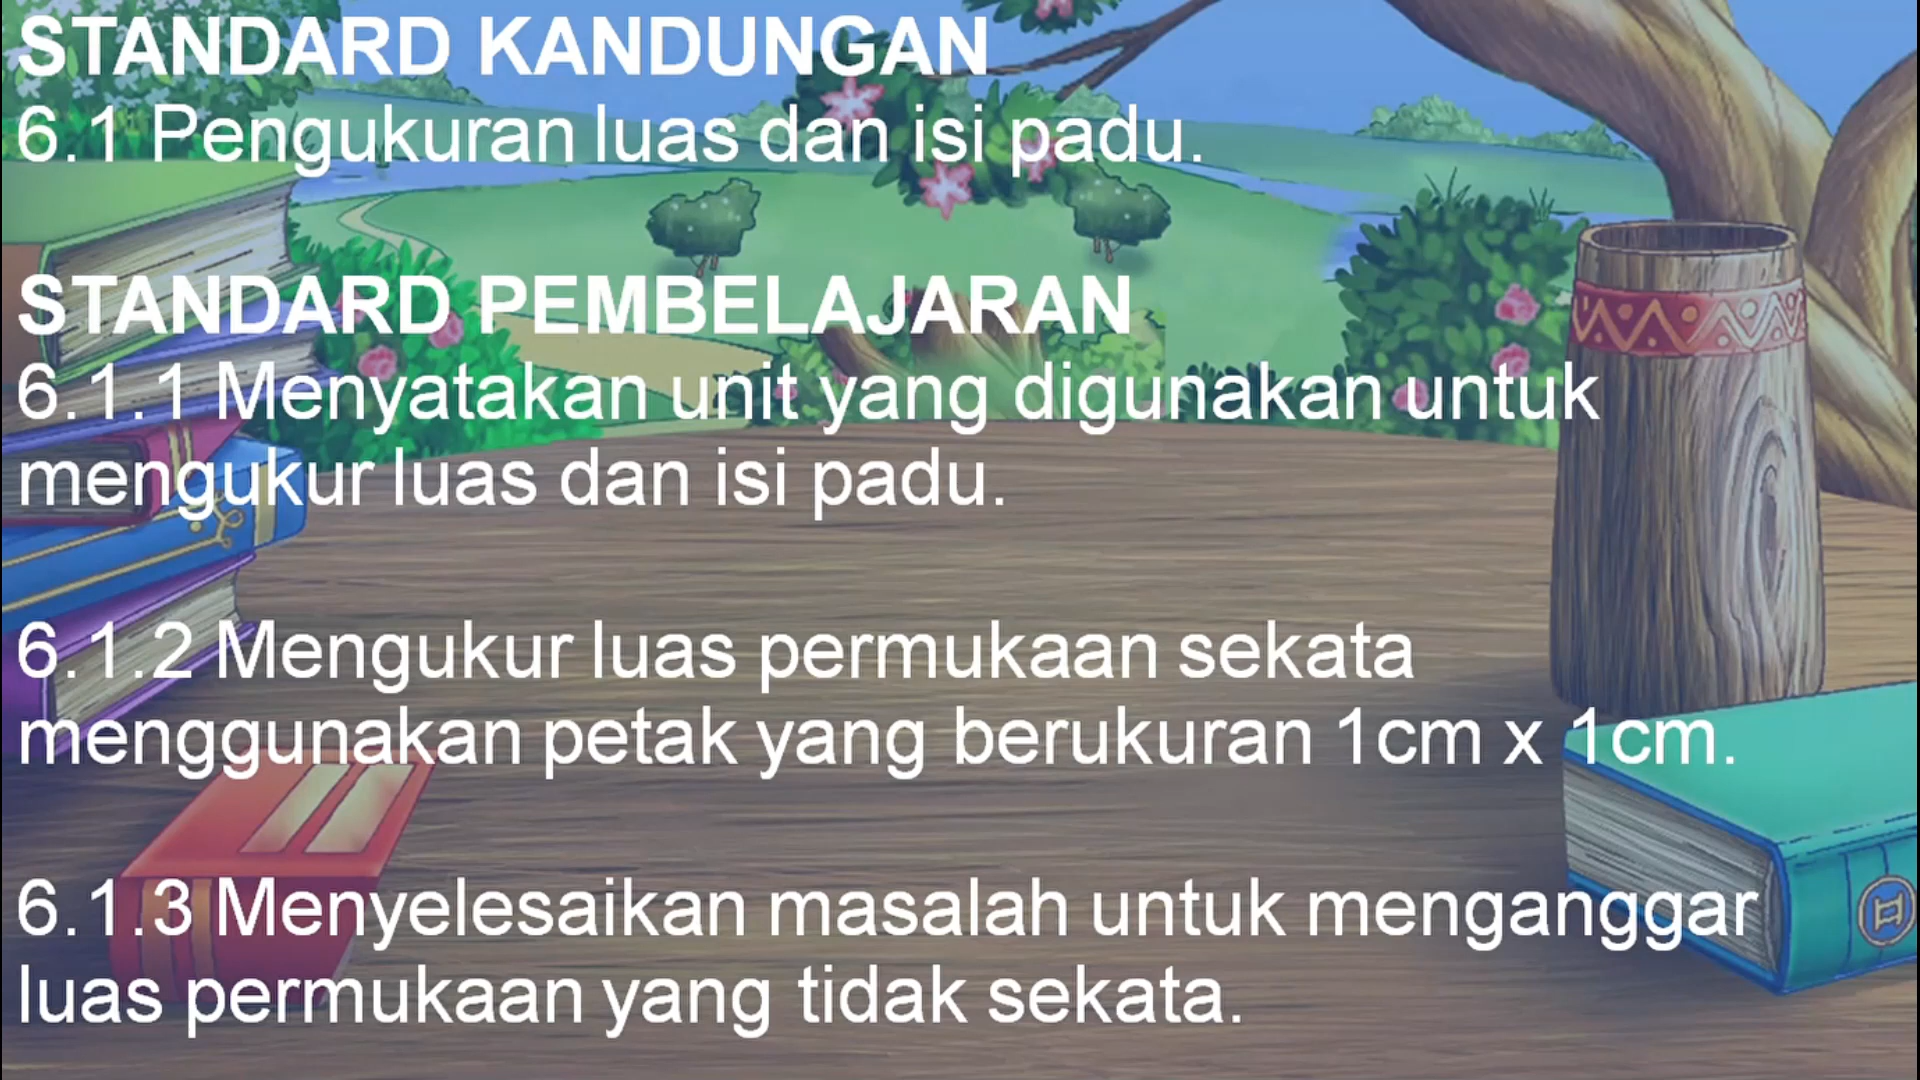 STANDARD KANDUNGAN
6.1 Pengukuran luas dan isi padu.
STANDARD PEMBELAJARAN
6.1.1 Menyatakan unit yang digunakan untuk
mengukur luas dan isi padu.
6.1.2 Mengukur luas permukaan sekata
menggunakan petak yang berukuran 1cm x 1cm.
6.1.3 Menyelesaikan masalah untuk menganggar
luas permukaan yang tidak sekata.